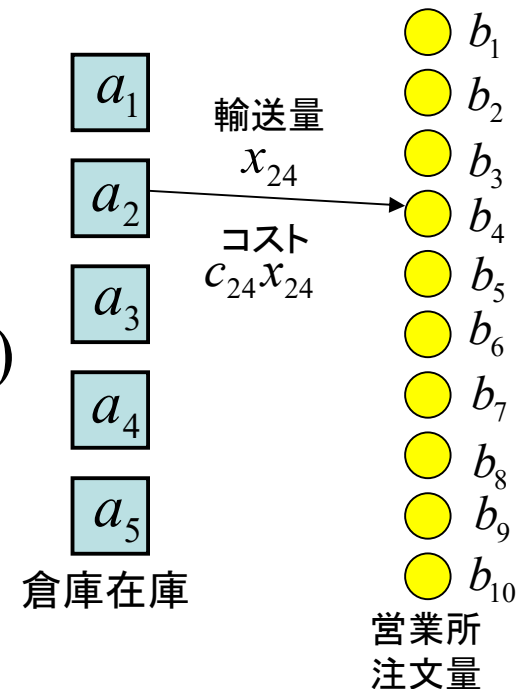 a₁
a₂
a₃
a₄
a₅
倉庫在庫
輸送量
x₂₄
コスト
c₂₄x₂₄
)
b₁
b₂
b₃
b₄
b₅
b₆
b₇
b₈
b₉
b₁₀
営業所
注文量